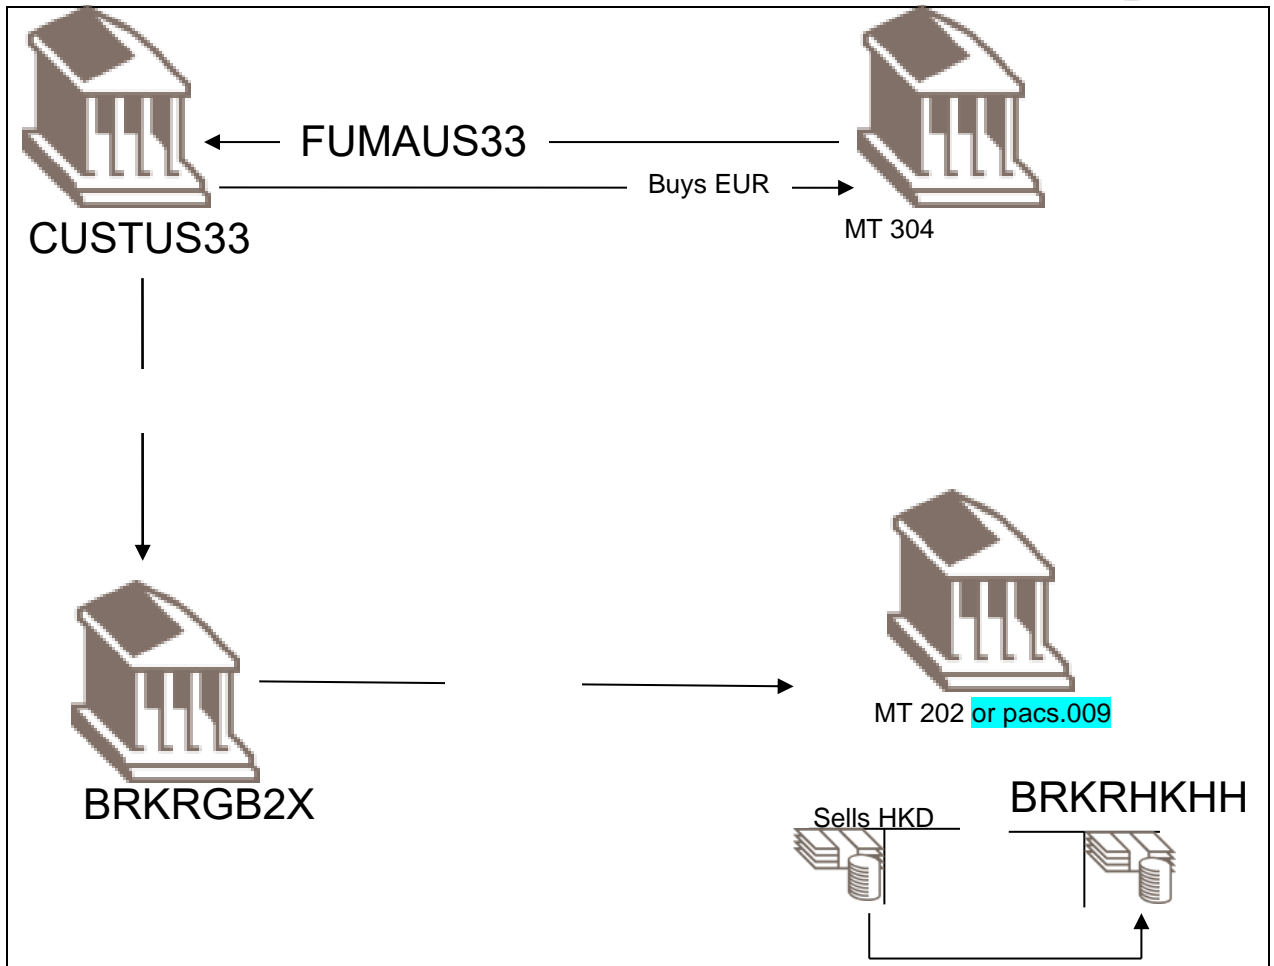 FUMAUS33
Buys EUR
CUSTUS33
MT 304
MT 202 or pacs.009
BRKRGB2X
BRKRHKHH
Sells HKD